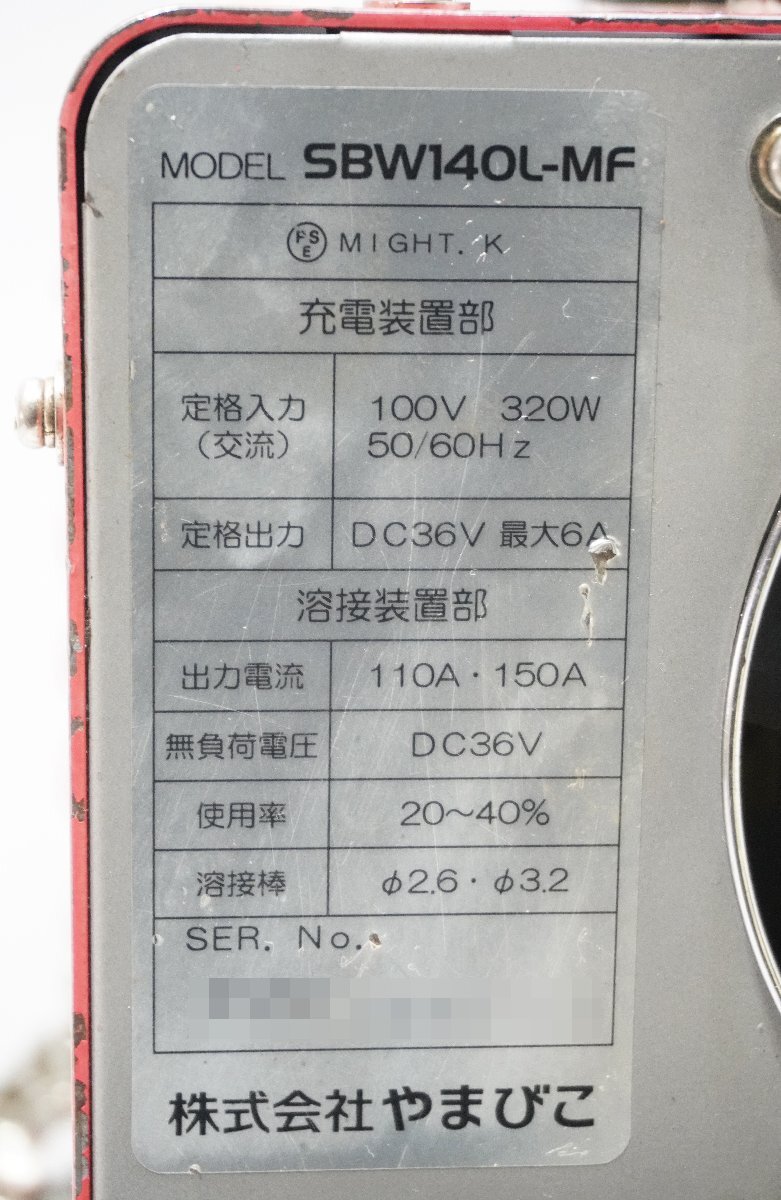 MODEL SBW140L-MF
PSE MIGHT. K
充電装置部
定格入力 100V 320W
(交流) 50/60Hz
定格出力 DC36V 最大6A
溶接装置部
出力電流 110A・150A
無負荷電圧 DC36V
使用率 20〜40%
溶接棒 φ2.6・φ3.2
SER. No.
株式会社やまびこ